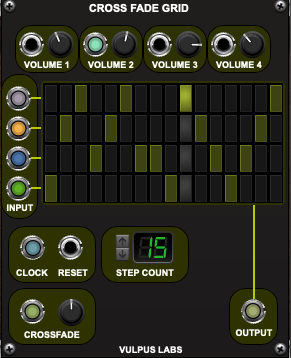 CROSS FADE GRID
VOLUME 1 VOLUME 2 VOLUME 3 VOLUME 4
INPUT
15
CLOCK RESET STEP COUNT
CROSSFADE OUTPUT
VULPUS LABS